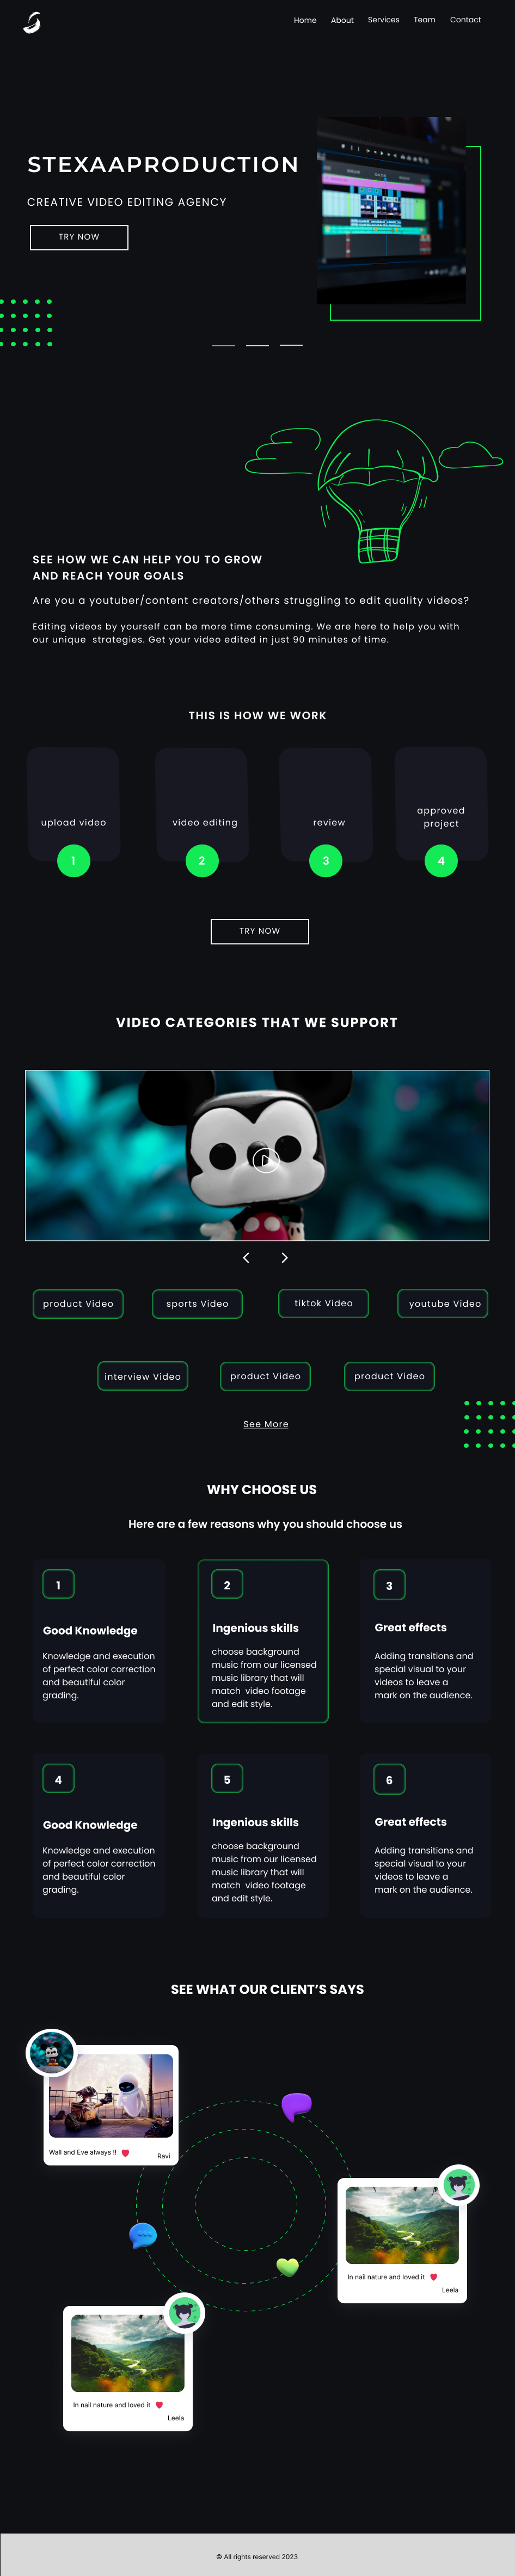 Home About Services Team Contact
STEXAAPRODUCTION
CREATIVE VIDEO EDITING AGENCY
TRY NOW
SEE HOW WE CAN HELP YOU TO GROW
AND REACH YOUR GOALS
Are you a youtuber/content creators/others struggling to edit quality videos?
Editing videos by yourself can be more time consuming. We are here to help you with
our unique strategies. Get your video edited in just 90 minutes of time.
THIS IS HOW WE WORK
upload video
1
video editing
2
review
3
approved
project
4
TRY NOW
VIDEO CATEGORIES THAT WE SUPPORT
product Video
sports Video
tiktok Video
youtube Video
interview Video
product Video
product Video
See More
WHY CHOOSE US
Here are a few reasons why you should choose us
1
Good Knowledge
Knowledge and execution
of perfect color correction
and beautiful color
grading.
2
Ingenious skills
choose background
music from our licensed
music library that will
match video footage
and edit style.
3
Great effects
Adding transitions and
special visual to your
videos to leave a
mark on the audience.
4
Good Knowledge
Knowledge and execution
of perfect color correction
and beautiful color
grading.
5
Ingenious skills
choose background
music from our licensed
music library that will
match video footage
and edit style.
6
Great effects
Adding transitions and
special visual to your
videos to leave a
mark on the audience.
SEE WHAT OUR CLIENT'S SAYS
Wall and Eve always !!
Ravi
In nail nature and loved it
Leela
In nail nature and loved it
Leela
© All rights reserved 2023